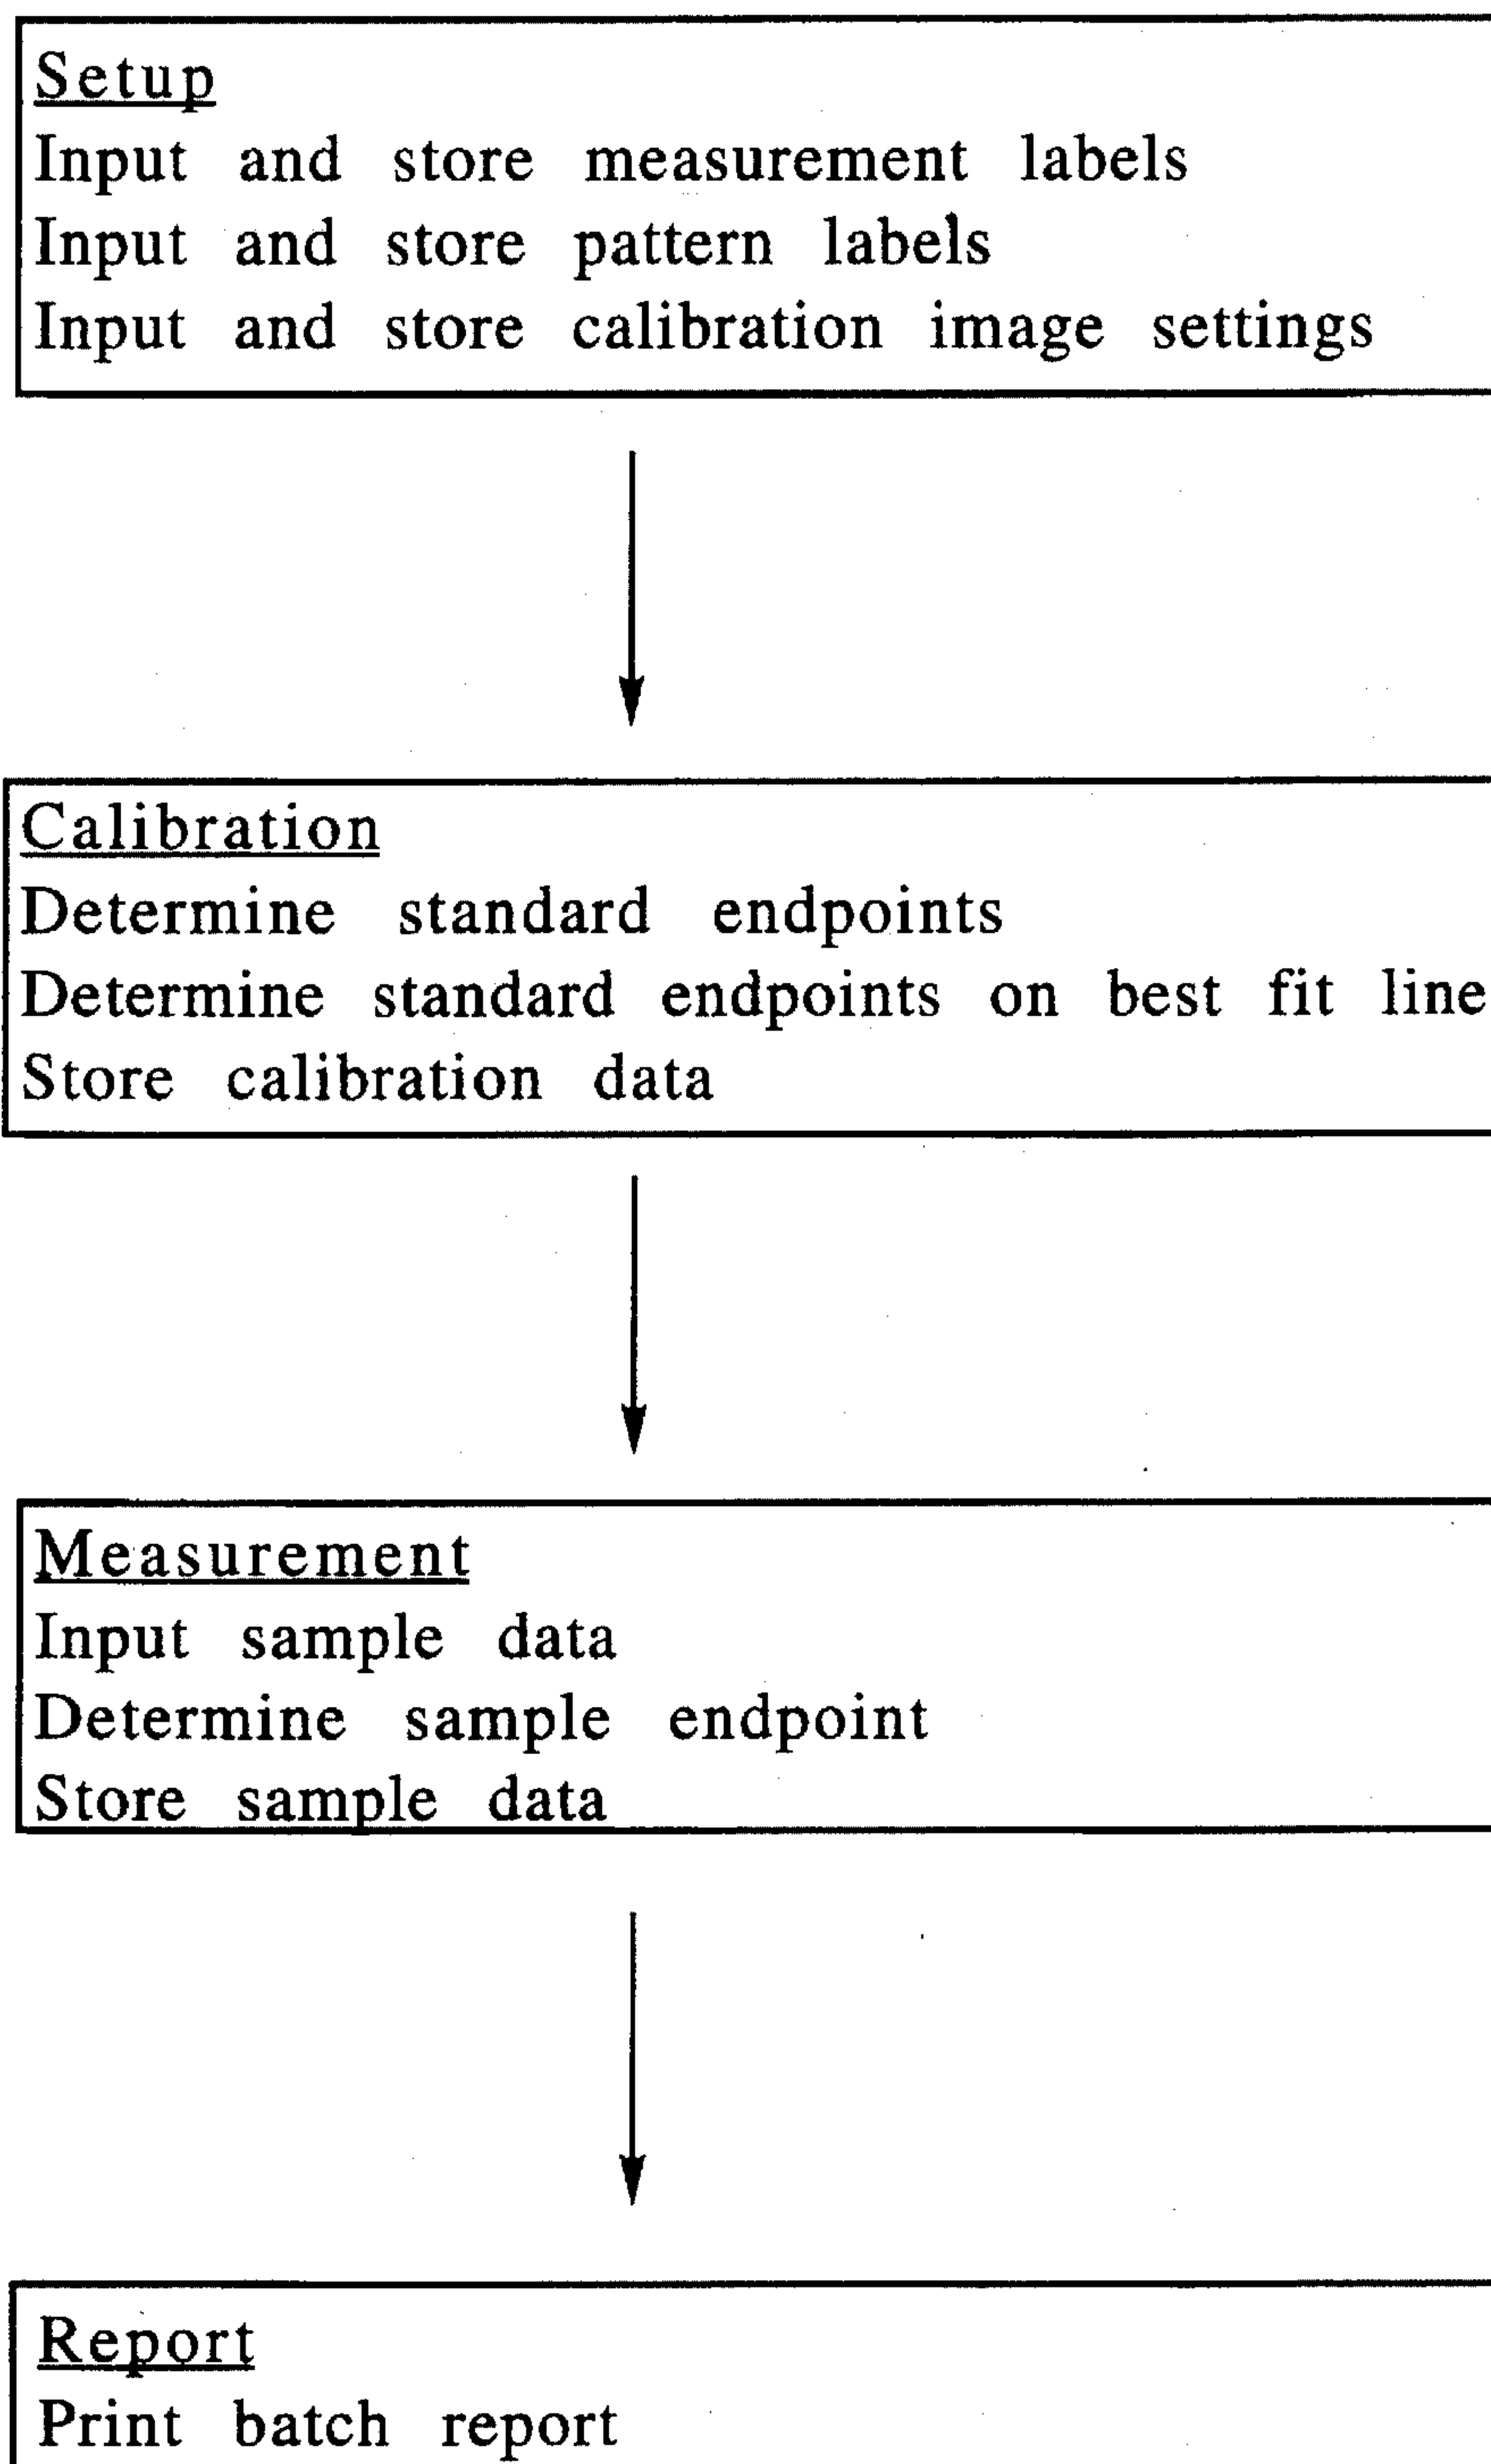 Setup
Input and store measurement labels
Input and store pattern labels
Input and store calibration image settings
Calibration
Determine standard endpoints
Determine standard endpoints on best fit line
Store calibration data
Measurement
Input sample data
Determine sample endpoint
Store sample data
Report
Print batch report